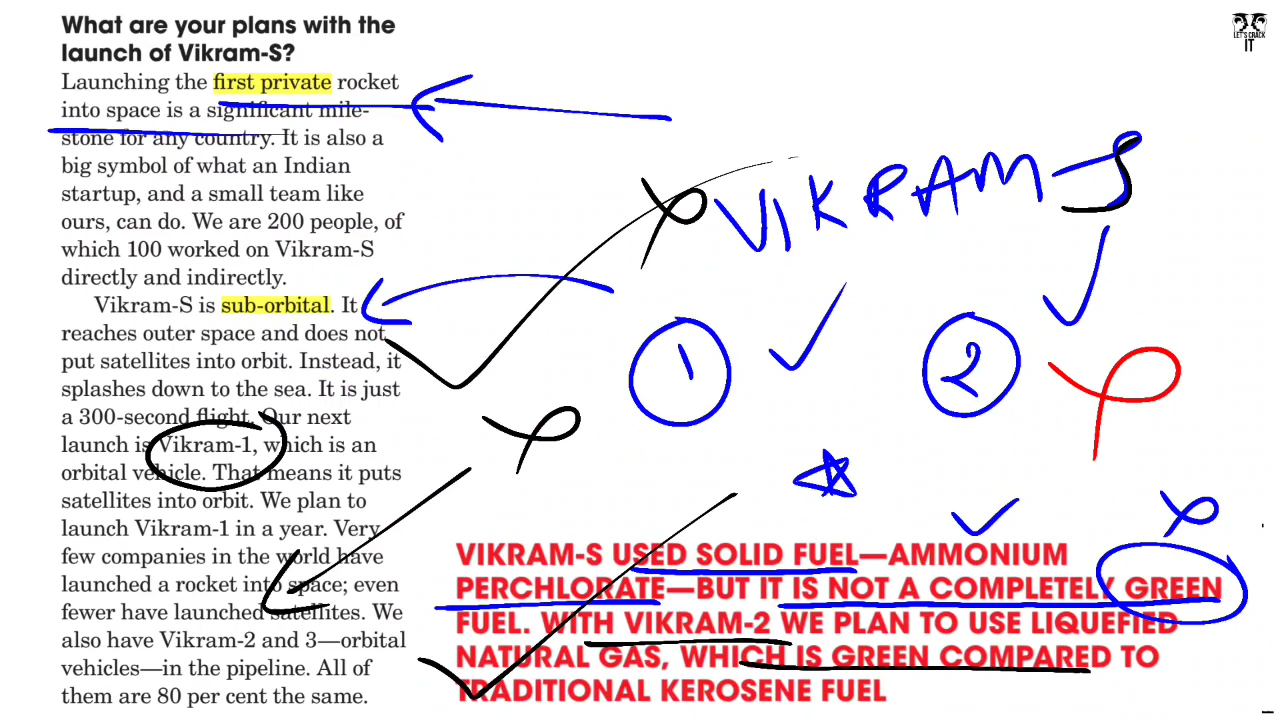 What are your plans with the
launch of Vikram-S?
Launching the first private rocket
into space is a significant mile-
stone for any country. It is also a
big symbol of what an Indian
startup, and a small team like
ours, can do. We are 200 people, of
which 100 worked on Vikram-S
directly and indirectly.
Vikram-S is sub-orbital. It
reaches outer space and does not
put satellites into orbit. Instead, it
splashes down to the sea. It is just
a 300-second flight. Our next
launch is Vikram-1, which is an
orbital vehicle. That means it puts
satellites into orbit. We plan to
launch Vikram-1 in a year. Very
few companies in the world have
launched a rocket into space; even
fewer have launched satellites. We
also have Vikram-2 and 3—orbital
vehicles—in the pipeline. All of
them are 80 per cent the same.
LET'S CRACK
IT
VIKRAM-S
1
2
VIKRAM-S USED SOLID FUEL—AMMONIUM
PERCHLORATE—BUT IT IS NOT A COMPLETELY GREEN
FUEL. WITH VIKRAM-2 WE PLAN TO USE LIQUEFIED
NATURAL GAS, WHICH IS GREEN COMPARED TO
TRADITIONAL KEROSENE FUEL